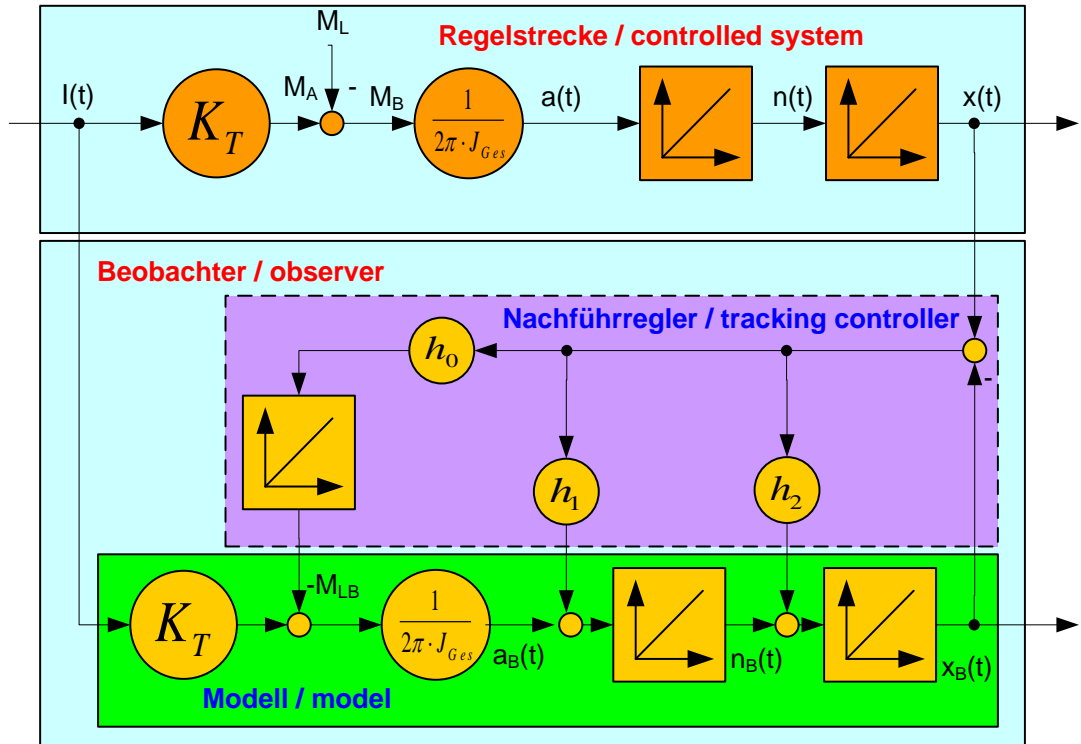 M_L
Regelstrecke / controlled system
I(t)
K_T
M_A
-
M_B
1
2π · J_Ges
a(t)
n(t)
x(t)
Beobachter / observer
Nachführregler / tracking controller
h_0
-
h_1
h_2
K_T
-M_LB
1
2π · J_Ges
a_B(t)
n_B(t)
x_B(t)
Modell / model